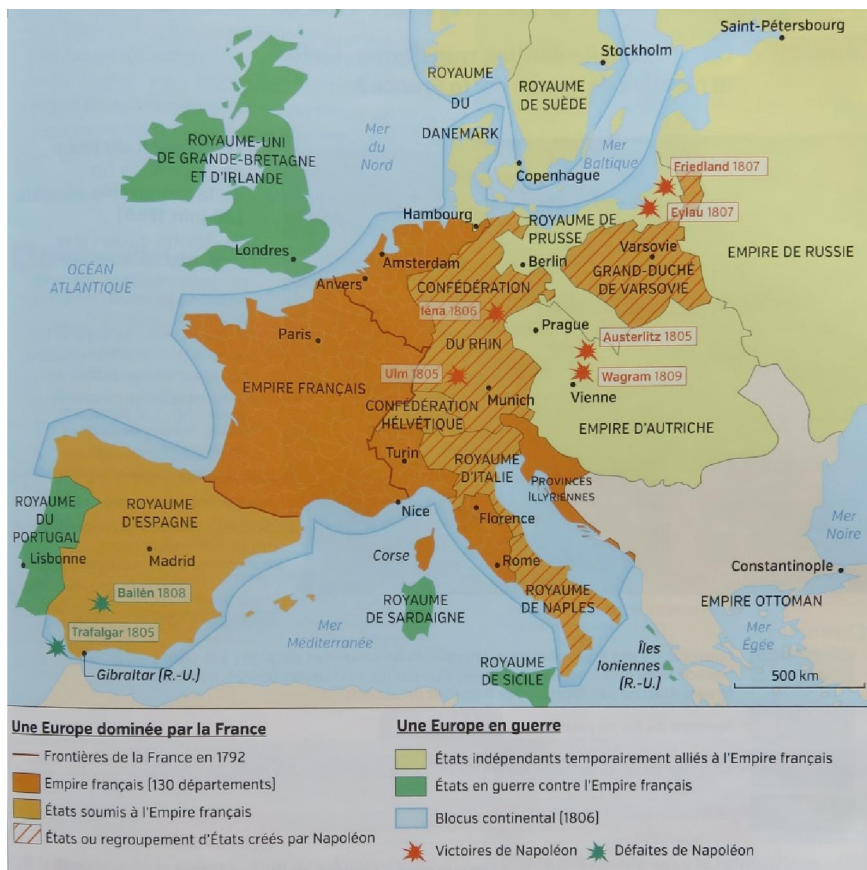 Saint-Pétersbourg
Stockholm
ROYAUME
DU
DANEMARK
ROYAUME
DE SUÈDE
ROYAUME-UNI
DE GRANDE-BRETAGNE
ET D'IRLANDE
Mer
du
Nord
Mer
Baltique
Copenhague
Friedland 1807
Eylau 1807
Hambourg
ROYAUME DE
PRUSSE
Londres
Amsterdam
Berlin
Varsovie
GRAND-DUCHÉ
DE VARSOVIE
EMPIRE DE RUSSIE
OCÉAN
ATLANTIQUE
Anvers
CONFÉDÉRATION
DU RHIN
Iéna 1806
Prague
Austerlitz 1805
Paris
Ulm 1805
Wagram 1809
Vienne
EMPIRE FRANÇAIS
Munich
CONFÉDÉRATION
HÉLVÉTIQUE
EMPIRE D'AUTRICHE
Turin
ROYAUME
D'ITALIE
PROVINCES
ILLYRIENNES
ROYAUME
DU
PORTUGAL
ROYAUME
D'ESPAGNE
Nice
Florence
Mer
Noire
Lisbonne
Madrid
Corse
Rome
Constantinople
Bailén 1808
ROYAUME
DE SARDAIGNE
ROYAUME
DE NAPLES
EMPIRE OTTOMAN
Trafalgar 1805
Mer
Méditerranée
Mer
Égée
Gibraltar (R.-U.)
ROYAUME
DE SICILE
Îles
Ioniennes
(R.-U.)
500 km
Une Europe dominée par la France
Frontières de la France en 1792
Empire français [130 départements]
États soumis à l'Empire français
États ou regroupement d'États créés par Napoléon
Une Europe en guerre
États indépendants temporairement alliés à l'Empire français
États en guerre contre l'Empire français
Blocus continental [1806]
Victoires de Napoléon
Défaites de Napoléon